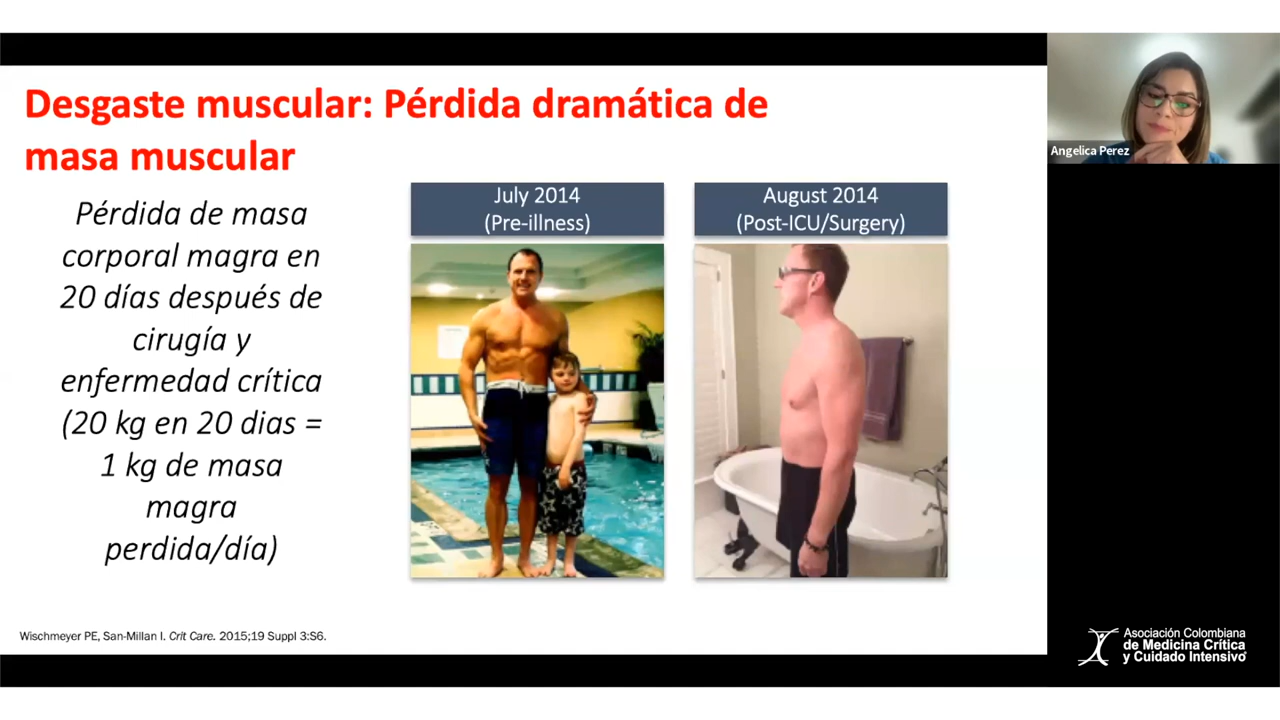 Desgaste muscular: Pérdida dramática de
masa muscular
Pérdida de masa
corporal magra en
20 días después de
cirugía y
enfermedad crítica
(20 kg en 20 dias =
1 kg de masa
magra
perdida/día)
July 2014
(Pre-illness)
August 2014
(Post-ICU/Surgery)
Wischmeyer PE, San-Millan I. Crit Care. 2015;19 Suppl 3:S6.
Angelica Perez
Asociación Colombiana
de Medicina Crítica
y Cuidado Intensivo